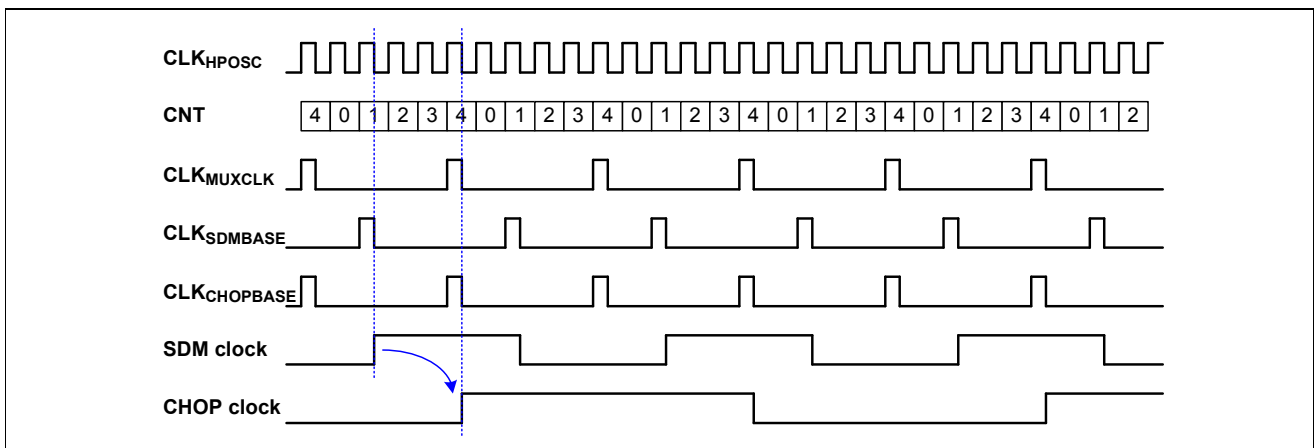 CLKHPOSC
CNT 4 0 1 2 3 4 0 1 2 3 4 0 1 2 3 4 0 1 2 3 4 0 1 2 3 4 0 1 2
CLKMUXCLK
CLKSDMBASE
CLKCHOPBASE
SDM clock
CHOP clock